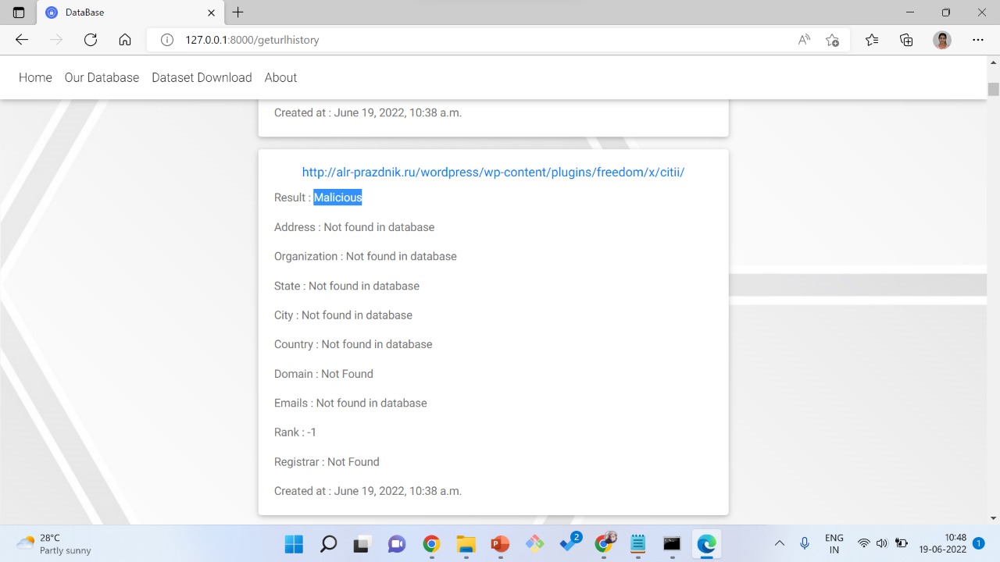 DataBase
127.0.0.1:8000/geturlhistory
Home Our Database Dataset Download About
Created at : June 19, 2022, 10:38 a.m.
http://alr-prazdnik.ru/wordpress/wp-content/plugins/freedom/x/citii/
Result : Malicious
Address : Not found in database
Organization : Not found in database
State : Not found in database
City : Not found in database
Country : Not found in database
Domain : Not Found
Emails : Not found in database
Rank : -1
Registrar : Not Found
Created at : June 19, 2022, 10:38 a.m.
28°C
Partly sunny
2
ENG
IN
10:48
19-06-2022
1